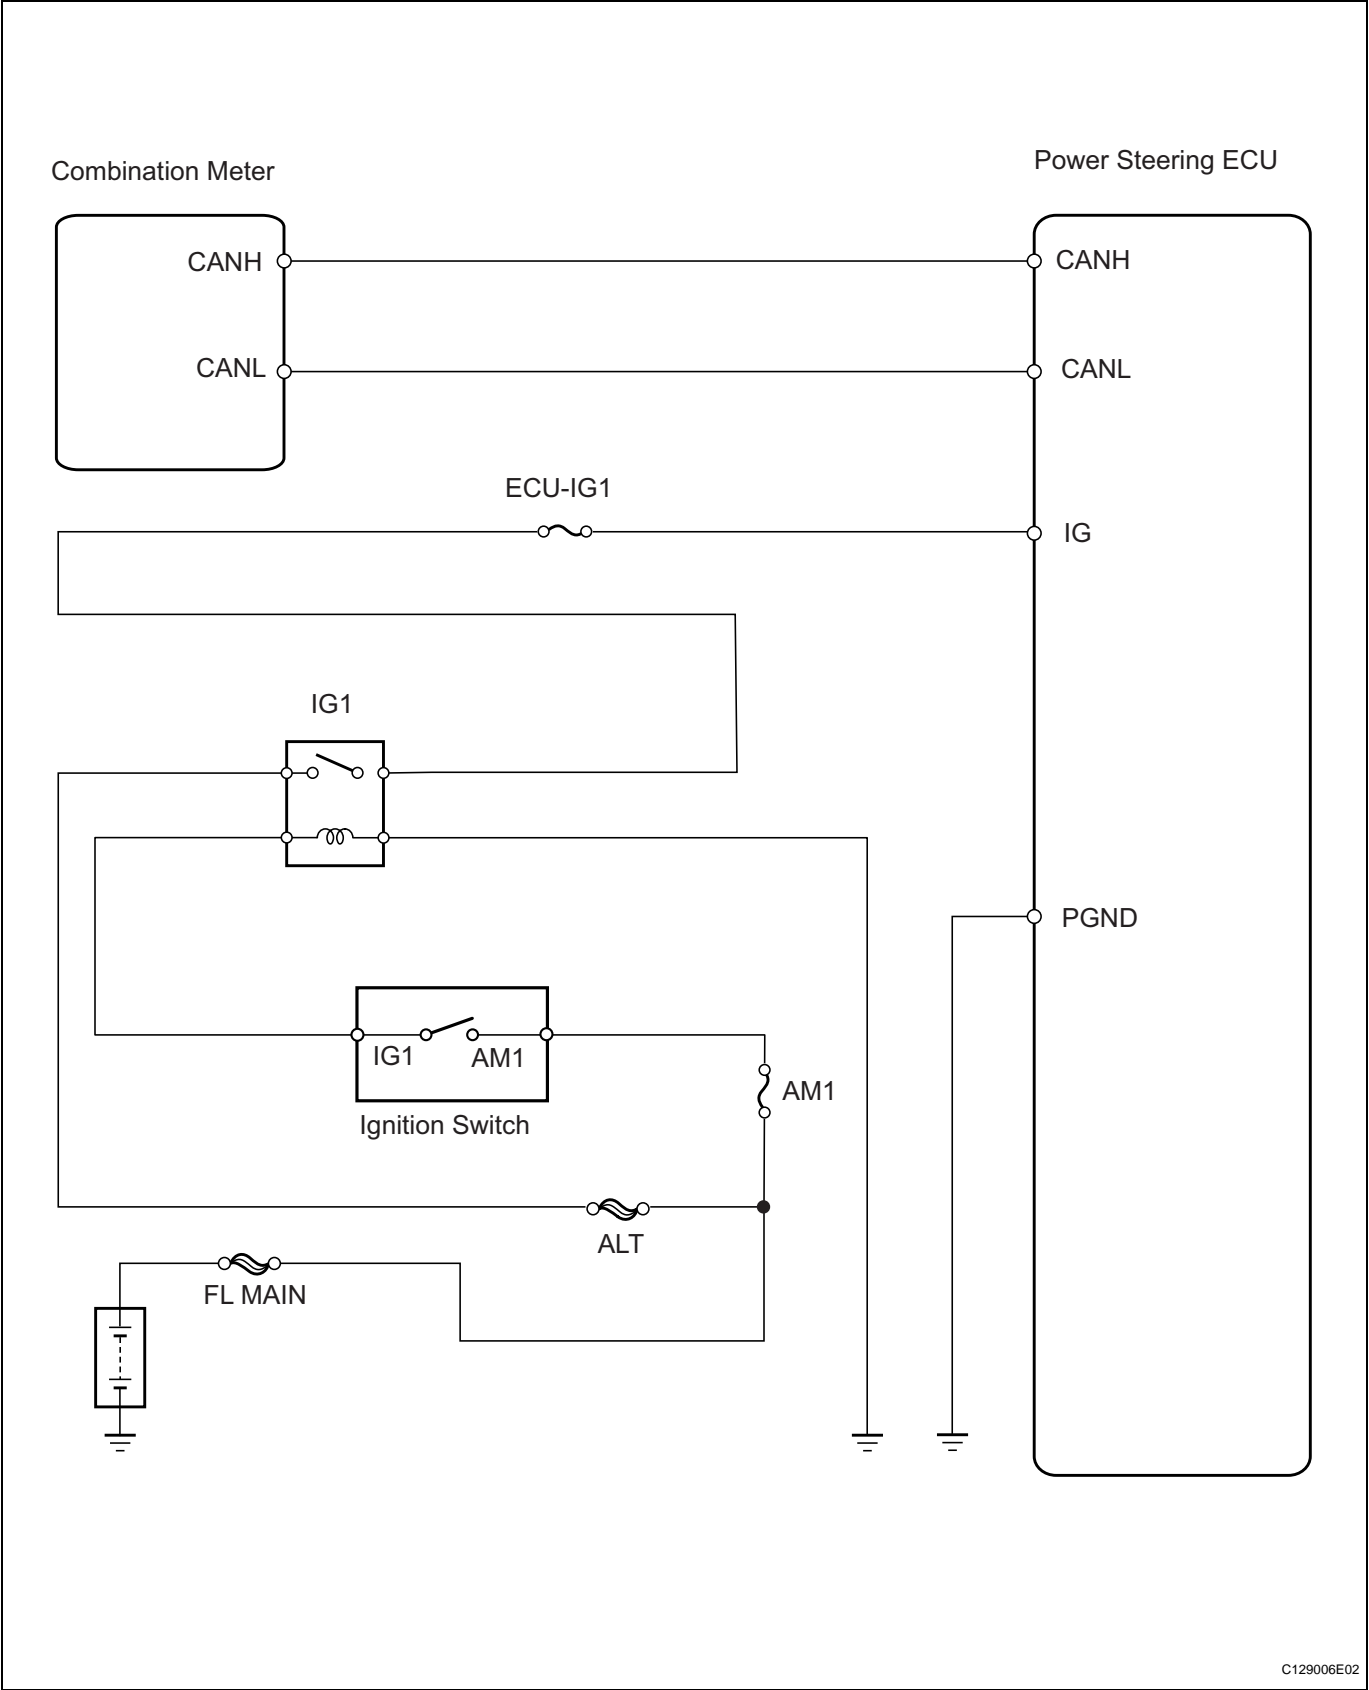 Combination Meter
Power Steering ECU
CANH
CANH
CANL
CANL
ECU-IG1
IG
IG1
PGND
IG1
AM1
AM1
Ignition Switch
ALT
FL MAIN
C129006E02